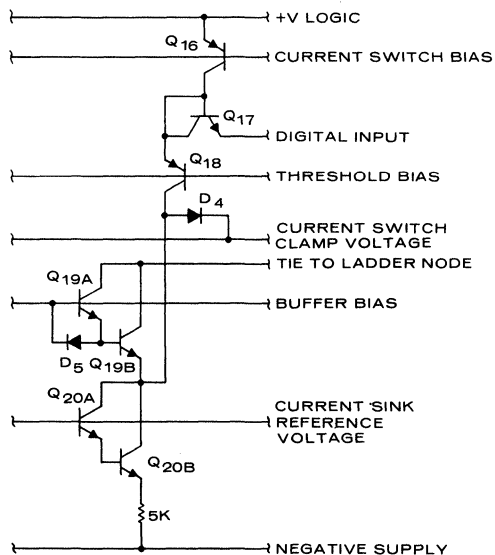 +V LOGIC
Q16
CURRENT SWITCH BIAS
Q17
DIGITAL INPUT
Q18
THRESHOLD BIAS
D4
CURRENT SWITCH
CLAMP VOLTAGE
TIE TO LADDER NODE
Q19A
BUFFER BIAS
D5 Q19B
Q20A
CURRENT SINK
REFERENCE
VOLTAGE
Q20B
5K
NEGATIVE SUPPLY